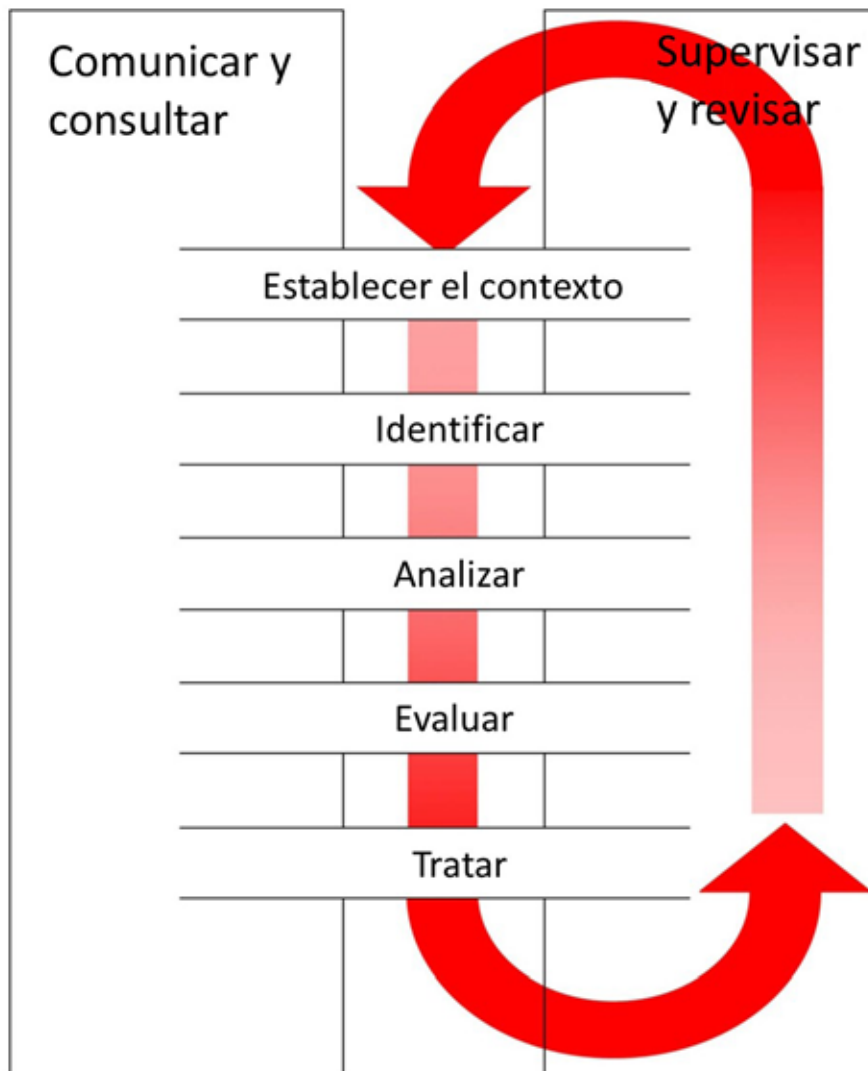 Comunicar y
consultar
Supervisar
y revisar
Establecer el contexto
Identificar
Analizar
Evaluar
Tratar